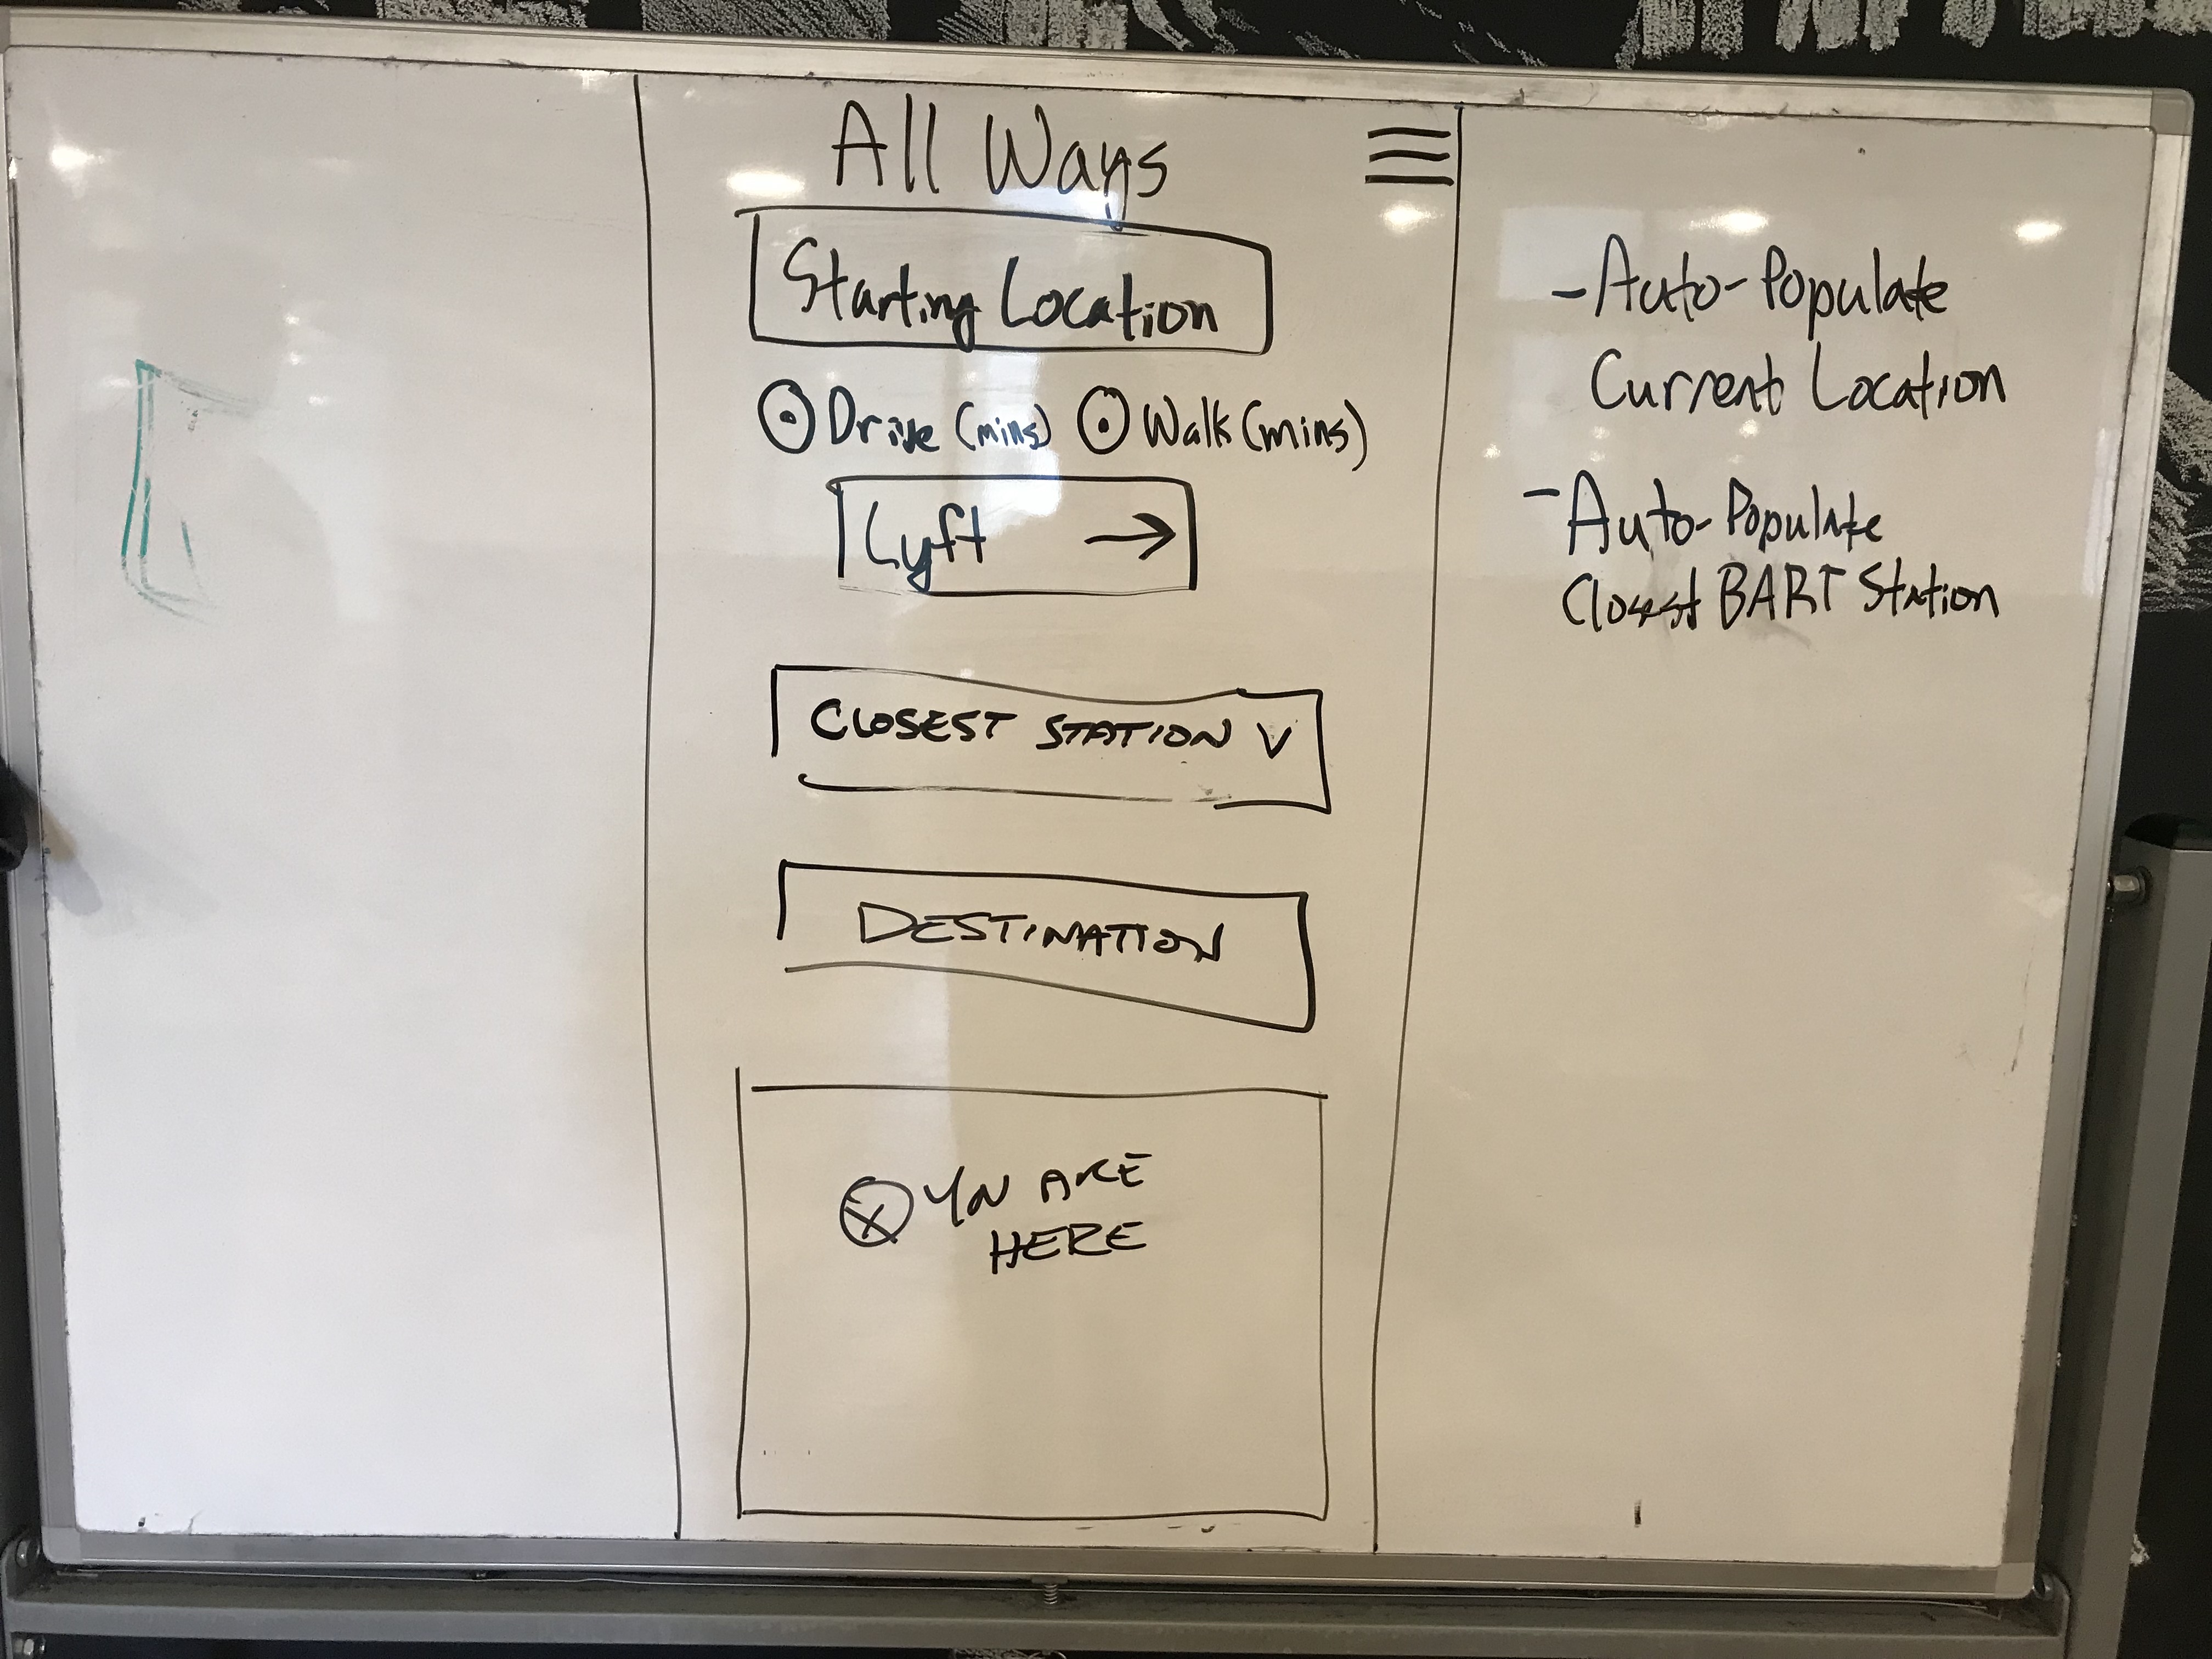 All Ways
Starting Location
Drive (mins) Walk (mins)
Lyft →
CLOSEST STATION V
DESTINATION
YOU ARE
HERE
- Auto-Populate
Current Location
- Auto-Populate
Closest BART Station